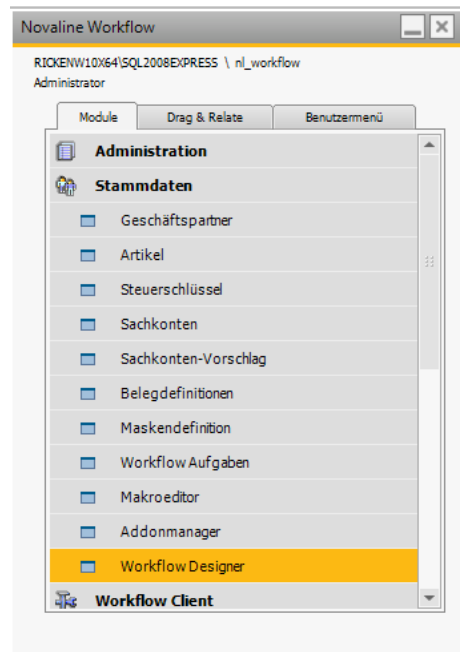 Novaline Workflow
RICKENW10X64\SQL2008EXPRESS \ nl_workflow
Administrator
Module Drag & Relate Benutzermenü
Administration
Stammdaten
Geschäftspartner
Artikel
Steuerschlüssel
Sachkonten
Sachkonten-Vorschlag
Belegdefinitionen
Maskendefinition
Workflow Aufgaben
Makroeditor
Addonmanager
Workflow Designer
Workflow Client